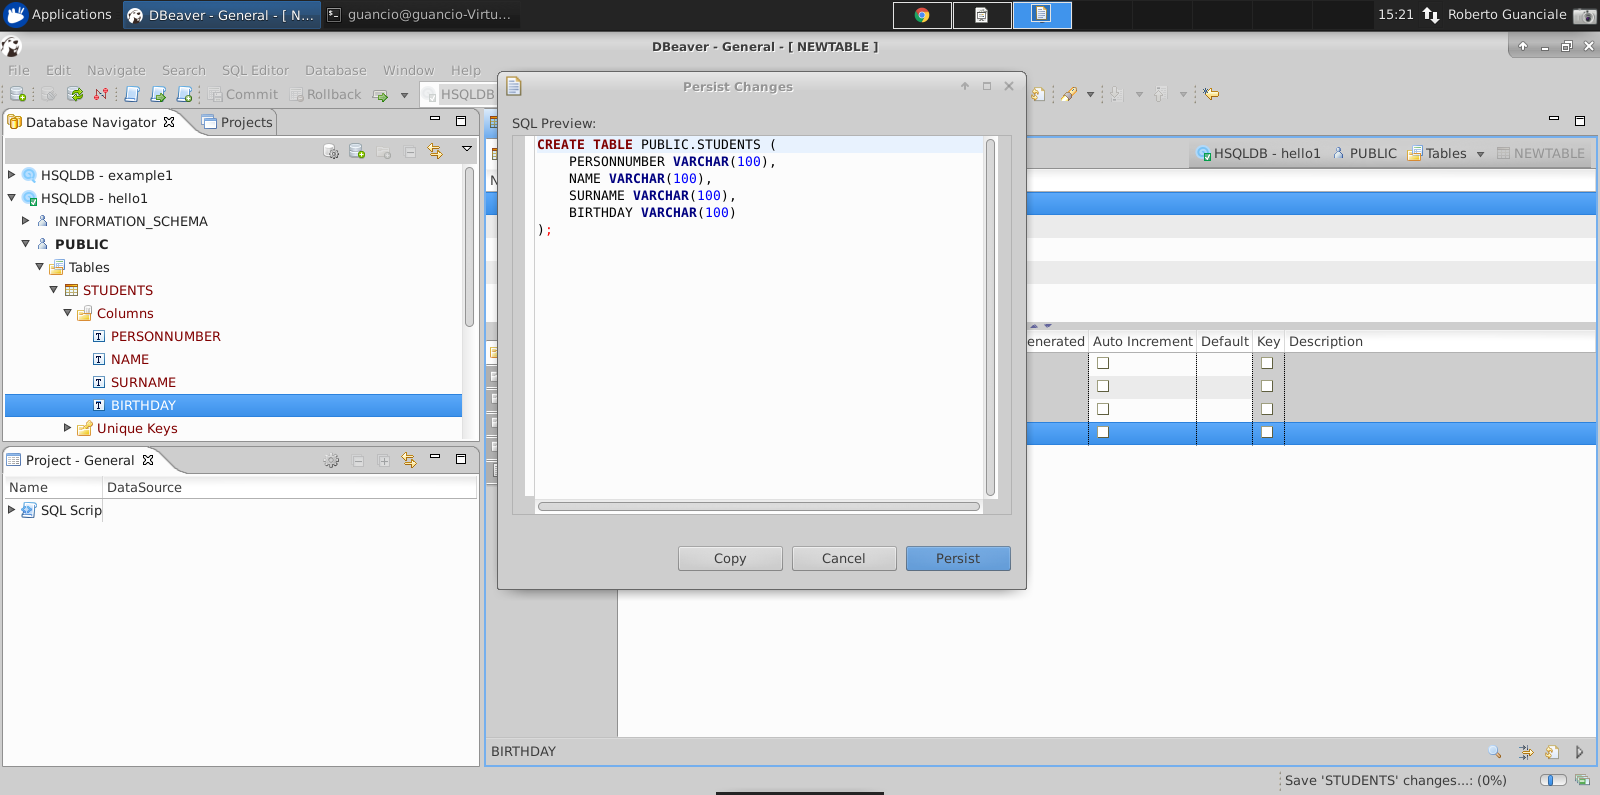 Applications
DBeaver - General - [ N...
guancio@guancio-Virtu...
15:21
Roberto Guanciale
DBeaver - General - [ NEWTABLE ]
File Edit Navigate Search SQL Editor Database Window Help
Commit Rollback HSQLDB
Database Navigator Projects
HSQLDB - example1
HSQLDB - hello1
INFORMATION_SCHEMA
PUBLIC
Tables
STUDENTS
Columns
PERSONNUMBER
NAME
SURNAME
BIRTHDAY
Unique Keys
Project - General
Name DataSource
SQL Scrip
Persist Changes
SQL Preview:
CREATE TABLE PUBLIC.STUDENTS (
PERSONNUMBER VARCHAR(100),
NAME VARCHAR(100),
SURNAME VARCHAR(100),
BIRTHDAY VARCHAR(100)
);
Copy Cancel Persist
HSQLDB - hello1 PUBLIC Tables NEWTABLE
N
enerated Auto Increment Default Key Description
BIRTHDAY
Save 'STUDENTS' changes...: (0%)